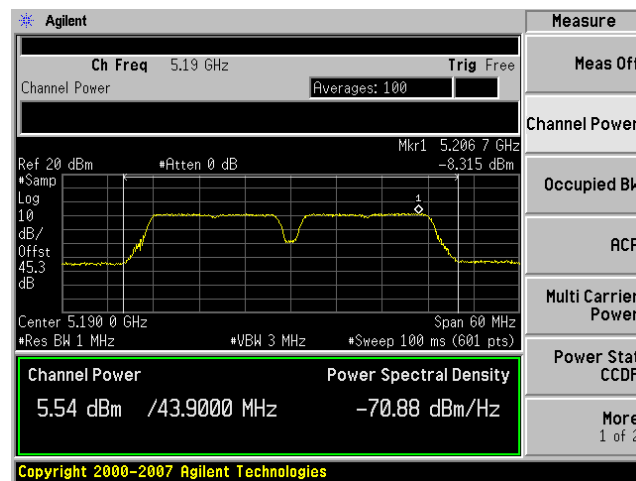 Agilent
Measure
Ch Freq 5.19 GHz Trig Free
Channel Power Averages: 100
Mkr1 5.206 7 GHz
Ref 20 dBm #Atten 0 dB -8.315 dBm
#Samp
Log
10
dB/
Offst
45.3
dB
1
Center 5.190 0 GHz Span 60 MHz
#Res BW 1 MHz #VBW 3 MHz #Sweep 100 ms (601 pts)
Channel Power Power Spectral Density
5.54 dBm /43.9000 MHz -70.88 dBm/Hz
Copyright 2000-2007 Agilent Technologies
Meas Off
Channel Power
Occupied B
ACP
Multi Carrier
Power
Power Stat
CCDF
More
1 of 2